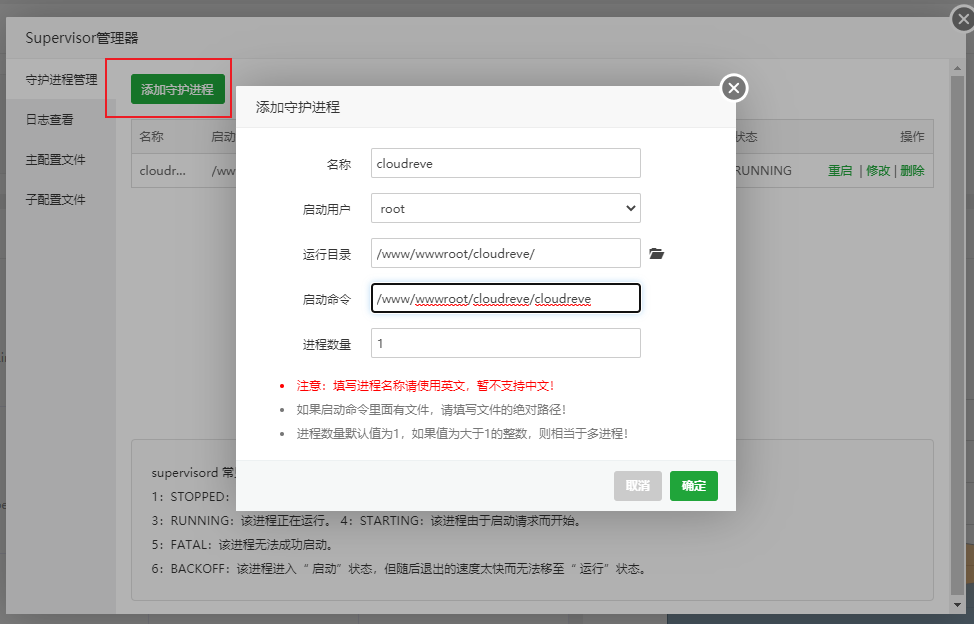 Supervisor管理器
守护进程管理
日志查看
主配置文件
子配置文件
添加守护进程
名称 启动 状态 操作
cloudr... /ww RUNNING 重启 | 修改 | 删除
添加守护进程
名称 cloudreve
启动用户 root
运行目录 /www/wwwroot/cloudreve/
启动命令 /www/wwwroot/cloudreve/cloudreve
进程数量 1
注意：填写进程名称请使用英文，暂不支持中文！
如果启动命令里面有文件，请填写文件的绝对路径！
进程数量默认值为1，如果值为大于1的整数，则相当于多进程！
取消 确定
supervisord 常
1：STOPPED：
3：RUNNING：该进程正在运行。 4：STARTING：该进程由于启动请求而开始。
5：FATAL：该进程无法成功启动。
6：BACKOFF：该进程进入“ 启动”状态，但随后退出的速度太快而无法移至“ 运行”状态。